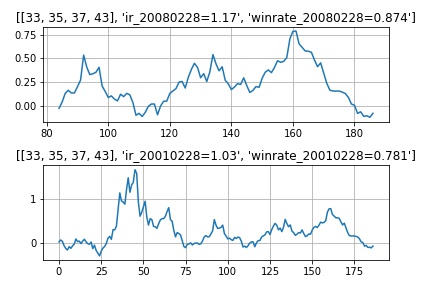 [[33, 35, 37, 43], 'ir_20080228=1.17', 'winrate_20080228=0.874']
0.75
0.50
0.25
0.00
80 100 120 140 160 180
[[33, 35, 37, 43], 'ir_20010228=1.03', 'winrate_20010228=0.781']
1
0
0 25 50 75 100 125 150 175